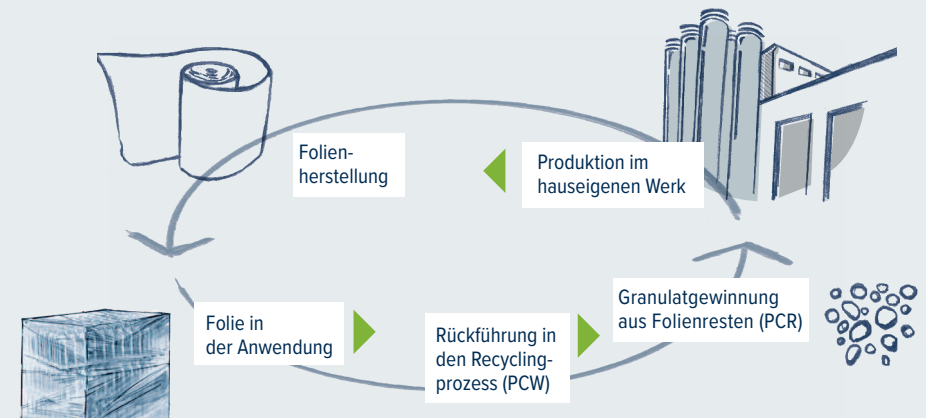 Folien-
herstellung
Produktion im
hauseigenen Werk
Folie in
der Anwendung
Rückführung in
den Recycling-
prozess (PCW)
Granulatgewinnung
aus Folienresten (PCR)